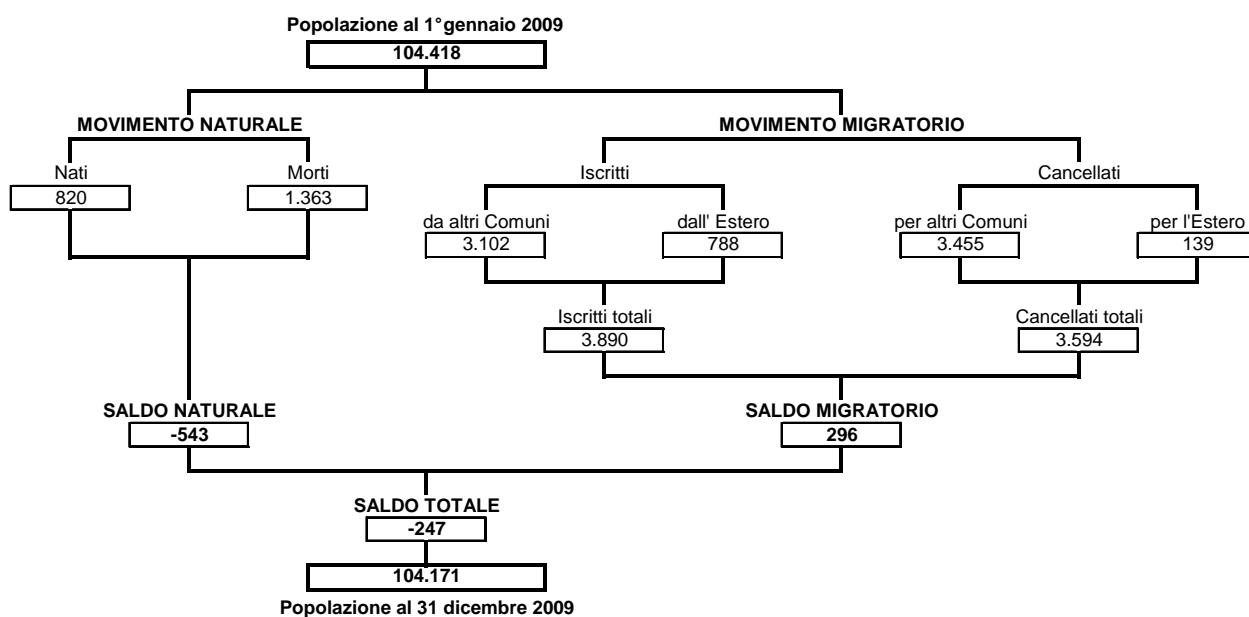 Popolazione al 1° gennaio 2009
104.418
MOVIMENTO NATURALE MOVIMENTO MIGRATORIO
Nati Morti Iscritti Cancellati
820 1.363
da altri Comuni dall' Estero per altri Comuni per l'Estero
3.102 788 3.455 139
Iscritti totali Cancellati totali
3.890 3.594
SALDO NATURALE SALDO MIGRATORIO
-543 296
SALDO TOTALE
-247
104.171
Popolazione al 31 dicembre 2009